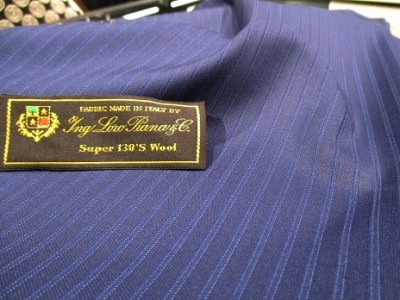 FABRIC MADE IN ITALY BY
Ing. Loro Piana & C.
Super 130'S Wool